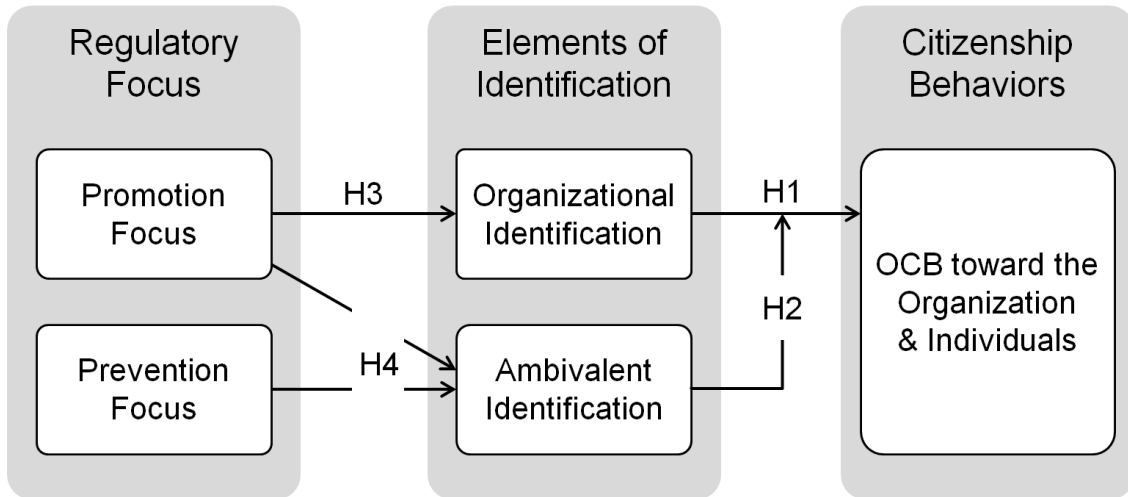 Regulatory
Focus
Elements of
Identification
Citizenship
Behaviors
Promotion
Focus
H3
Organizational
Identification
H1
OCB toward the
Organization
& Individuals
H2
Prevention
Focus
H4
Ambivalent
Identification